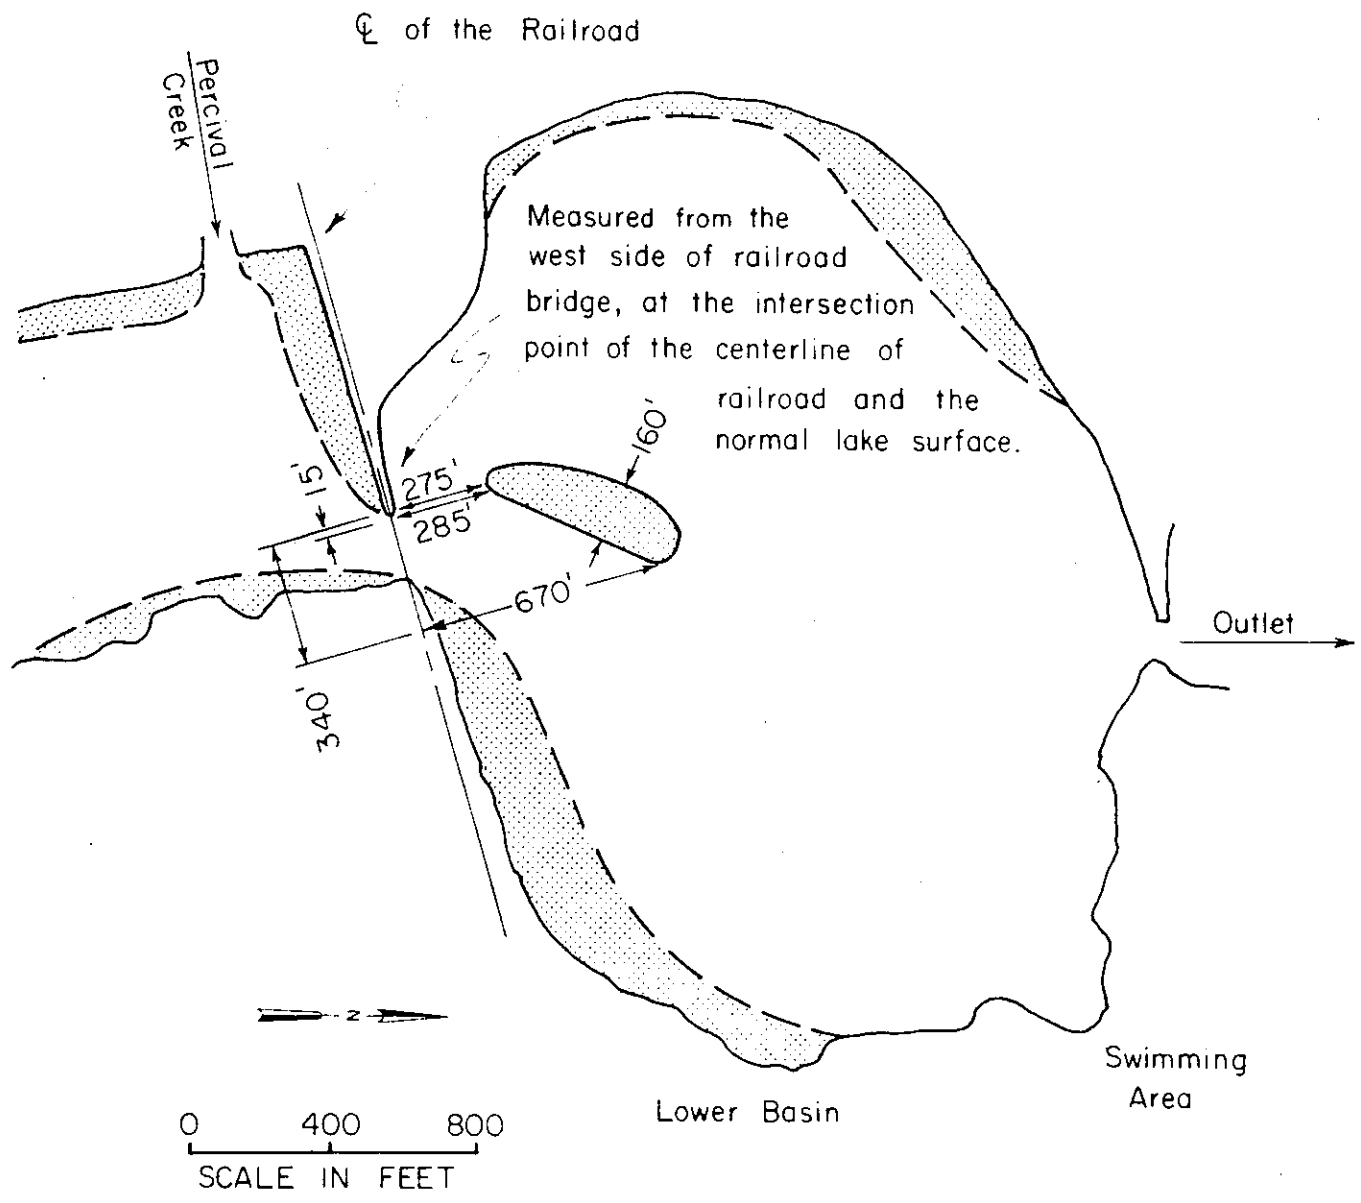 ℄ of the Railroad
Percival
Creek
Measured from the
west side of railroad
bridge, at the intersection
point of the centerline of
railroad and the
normal lake surface.
160'
15'
275'
285'
670'
340'
Outlet
N
Swimming
Area
Lower Basin
0 400 800
SCALE IN FEET